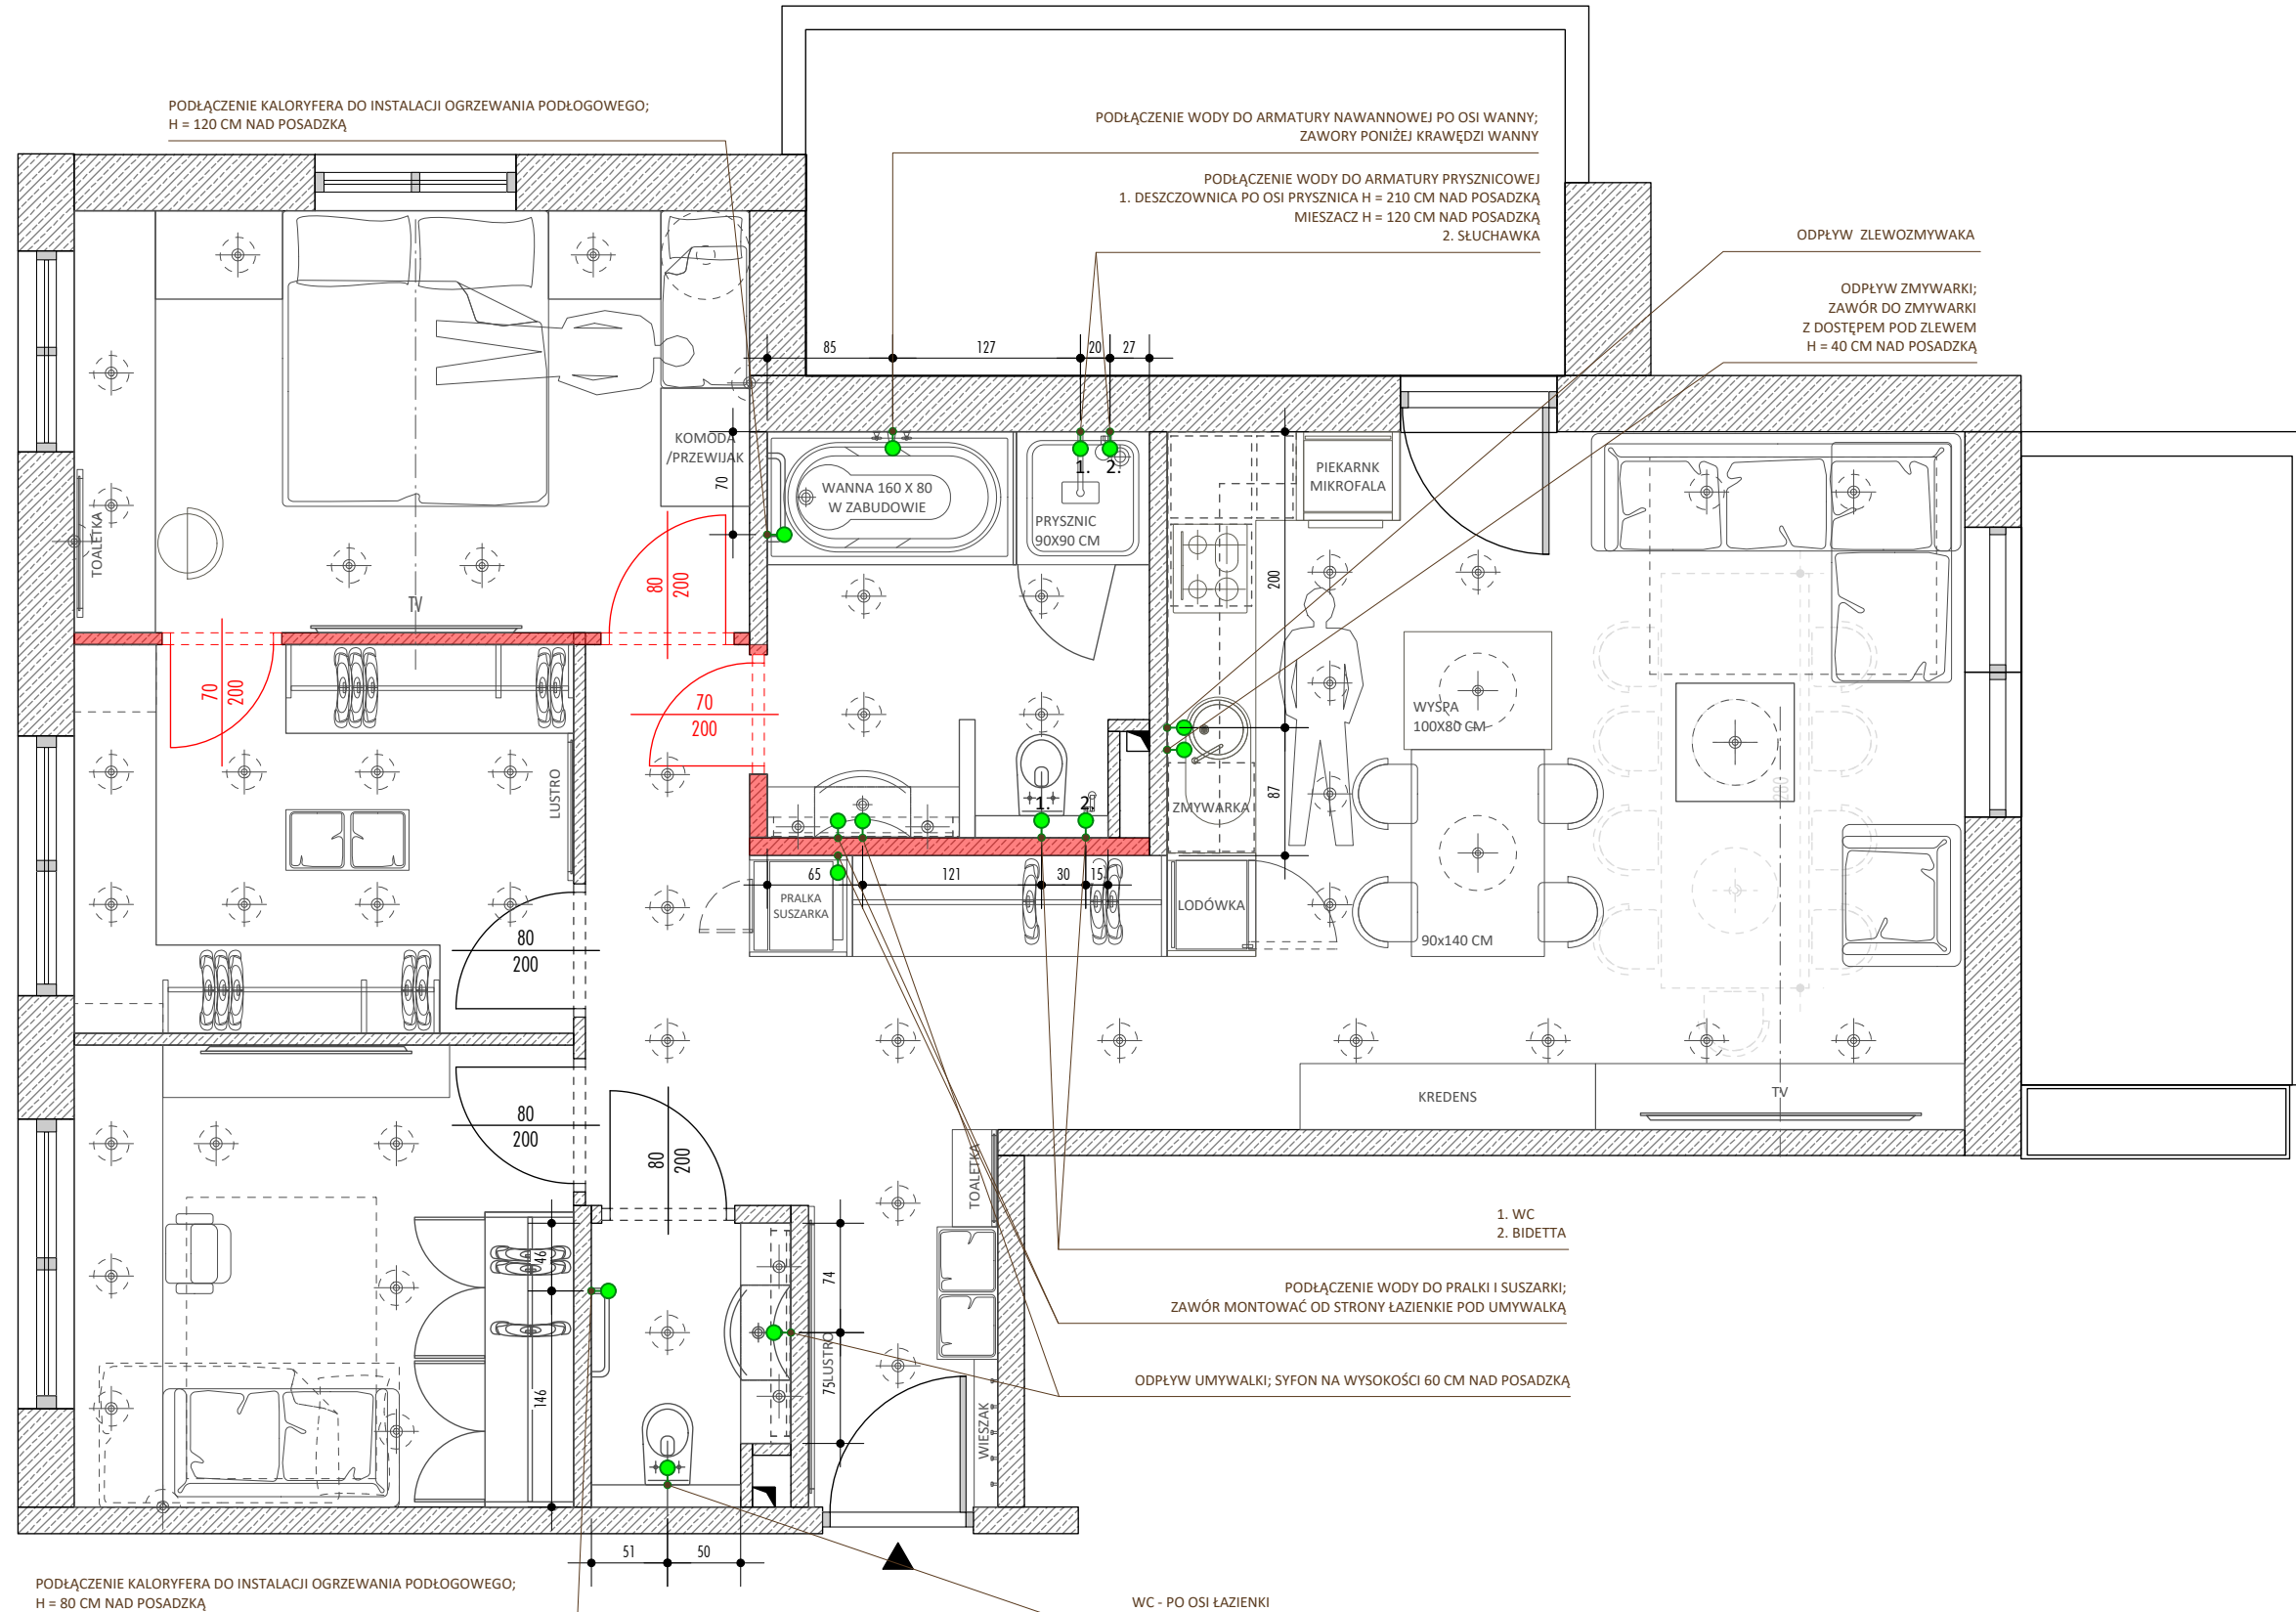 PODŁĄCZENIE KALORYFERA DO INSTALACJI OGRZEWANIA PODŁOGOWEGO;
H = 120 CM NAD POSADZKĄ
PODŁĄCZENIE WODY DO ARMATURY NAWANNOWEJ PO OSI WANNY;
ZAWORY PONIŻEJ KRAWĘDZI WANNY
PODŁĄCZENIE WODY DO ARMATURY PRYSZNICOWEJ
1. DESZCZOWNICA PO OSI PRYSZNICA H = 210 CM NAD POSADZKĄ
MIESZACZ H = 120 CM NAD POSADZKĄ
2. SŁUCHAWKA
ODPŁYW ZLEWOZMYWAKA
ODPŁYW ZMYWARKI;
ZAWÓR DO ZMYWARKI
Z DOSTĘPEM POD ZLEWEM
H = 40 CM NAD POSADZKĄ
85
127
20
27
KOMODA
/PRZEWIJAK
70
WANNA 160 X 80
W ZABUDOWIE
1.
2.
PRYSZNIC
90X90 CM
PIEKARNK
MIKROFALA
TOALETKA
TV
80
200
200
70
200
70
200
WYSPA
100X80 CM
LUSTRO
ZMYWARKA
87
200
1.
2.
65
121
30
15
PRALKA
SUSZARKA
LODÓWKA
90x140 CM
80
200
KREDENS
TV
80
200
80
200
TOALETKA
46
74
146
75
LUSTRO
WIESZAK
1. WC
2. BIDETTA
PODŁĄCZENIE WODY DO PRALKI I SUSZARKI;
ZAWÓR MONTOWAĆ OD STRONY ŁAZIENKIE POD UMYWALKĄ
ODPŁYW UMYWALKI; SYFON NA WYSOKOŚCI 60 CM NAD POSADZKĄ
51
50
PODŁĄCZENIE KALORYFERA DO INSTALACJI OGRZEWANIA PODŁOGOWEGO;
H = 80 CM NAD POSADZKĄ
WC - PO OSI ŁAZIENKI